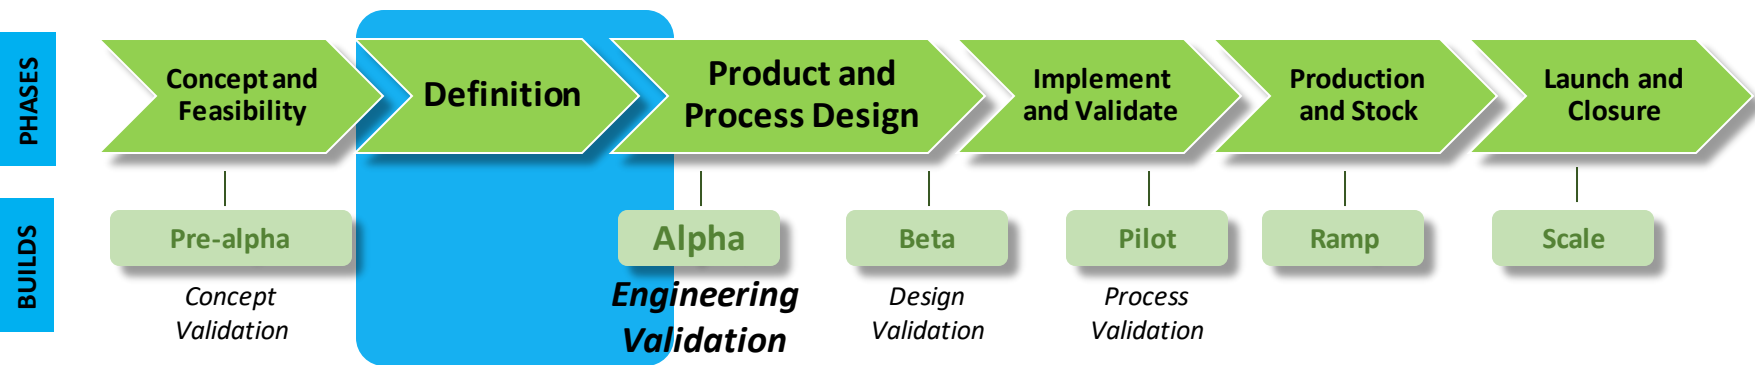 PHASES
Concept and
Feasibility
Definition
Product and
Process Design
Implement
and Validate
Production
and Stock
Launch and
Closure
BUILDS
Pre-alpha
Concept
Validation
Alpha
Engineering
Validation
Beta
Design
Validation
Pilot
Process
Validation
Ramp
Scale